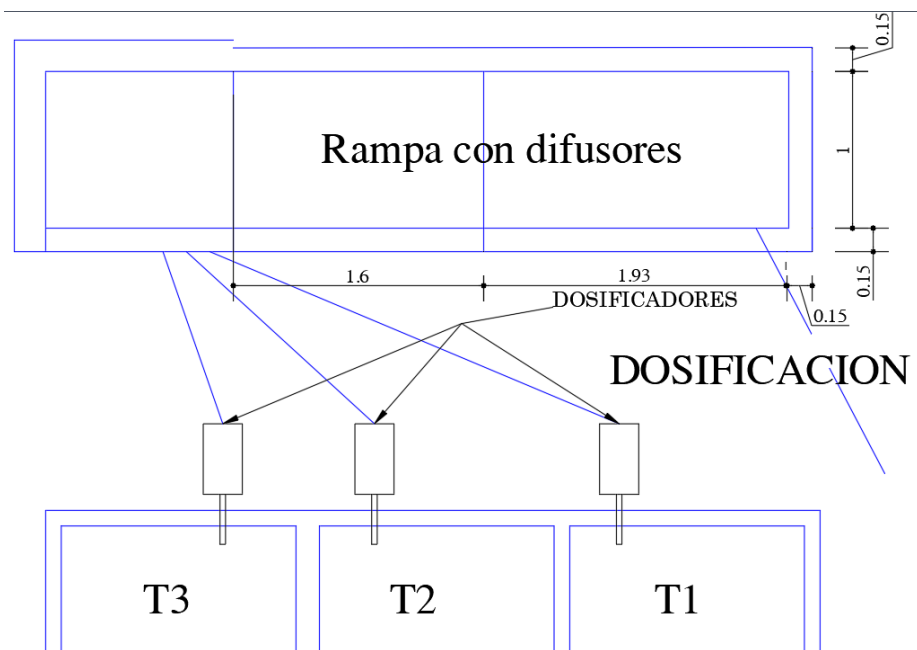 0.15
Rampa con difusores
1
1.6
1.93
0.15
0.15
DOSIFICADORES
DOSIFICACION
T3
T2
T1